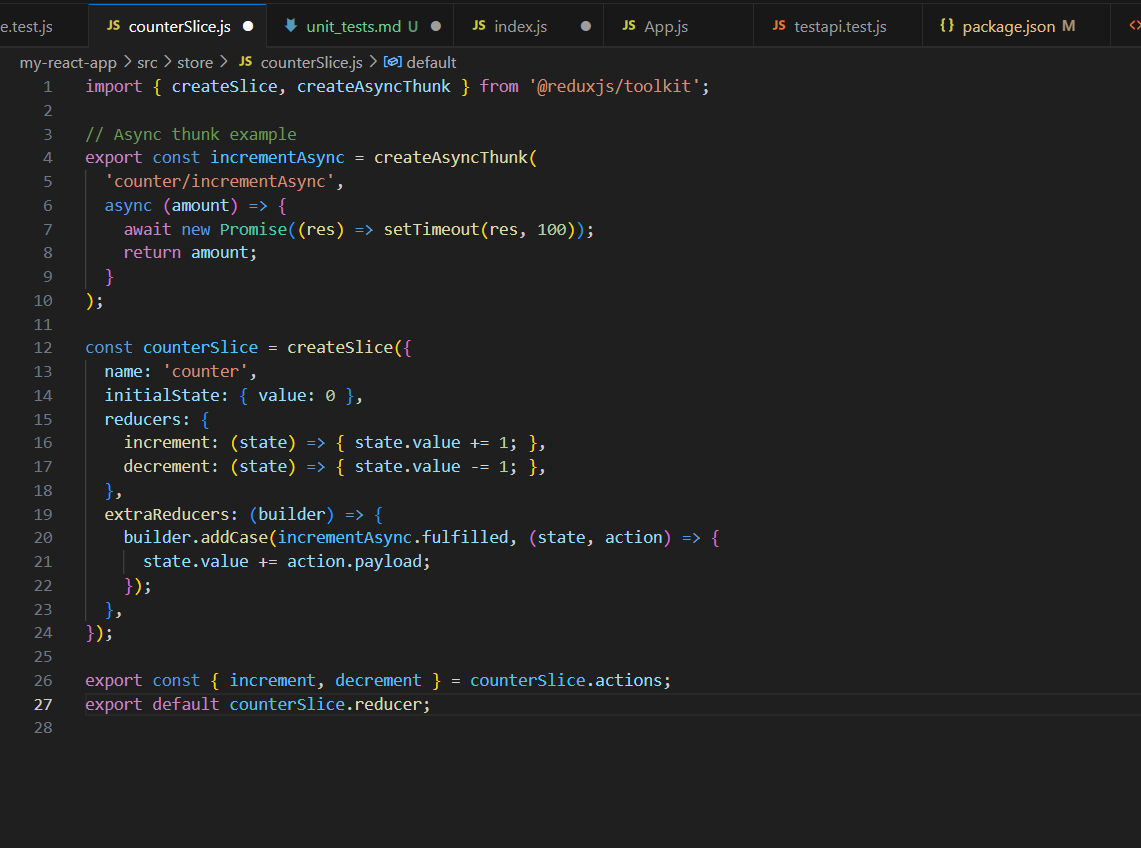 e.test.js JS counterSlice.js unit_tests.md U JS index.js JS App.js JS testapi.test.js {} package.json M <>
my-react-app > src > store > JS counterSlice.js > default
1 import { createSlice, createAsyncThunk } from '@reduxjs/toolkit';
2
3 // Async thunk example
4 export const incrementAsync = createAsyncThunk(
5 'counter/incrementAsync',
6 async (amount) => {
7 await new Promise((res) => setTimeout(res, 100));
8 return amount;
9 }
10 );
11
12 const counterSlice = createSlice({
13 name: 'counter',
14 initialState: { value: 0 },
15 reducers: {
16 increment: (state) => { state.value += 1; },
17 decrement: (state) => { state.value -= 1; },
18 },
19 extraReducers: (builder) => {
20 builder.addCase(incrementAsync.fulfilled, (state, action) => {
21 state.value += action.payload;
22 });
23 },
24 });
25
26 export const { increment, decrement } = counterSlice.actions;
27 export default counterSlice.reducer;
28